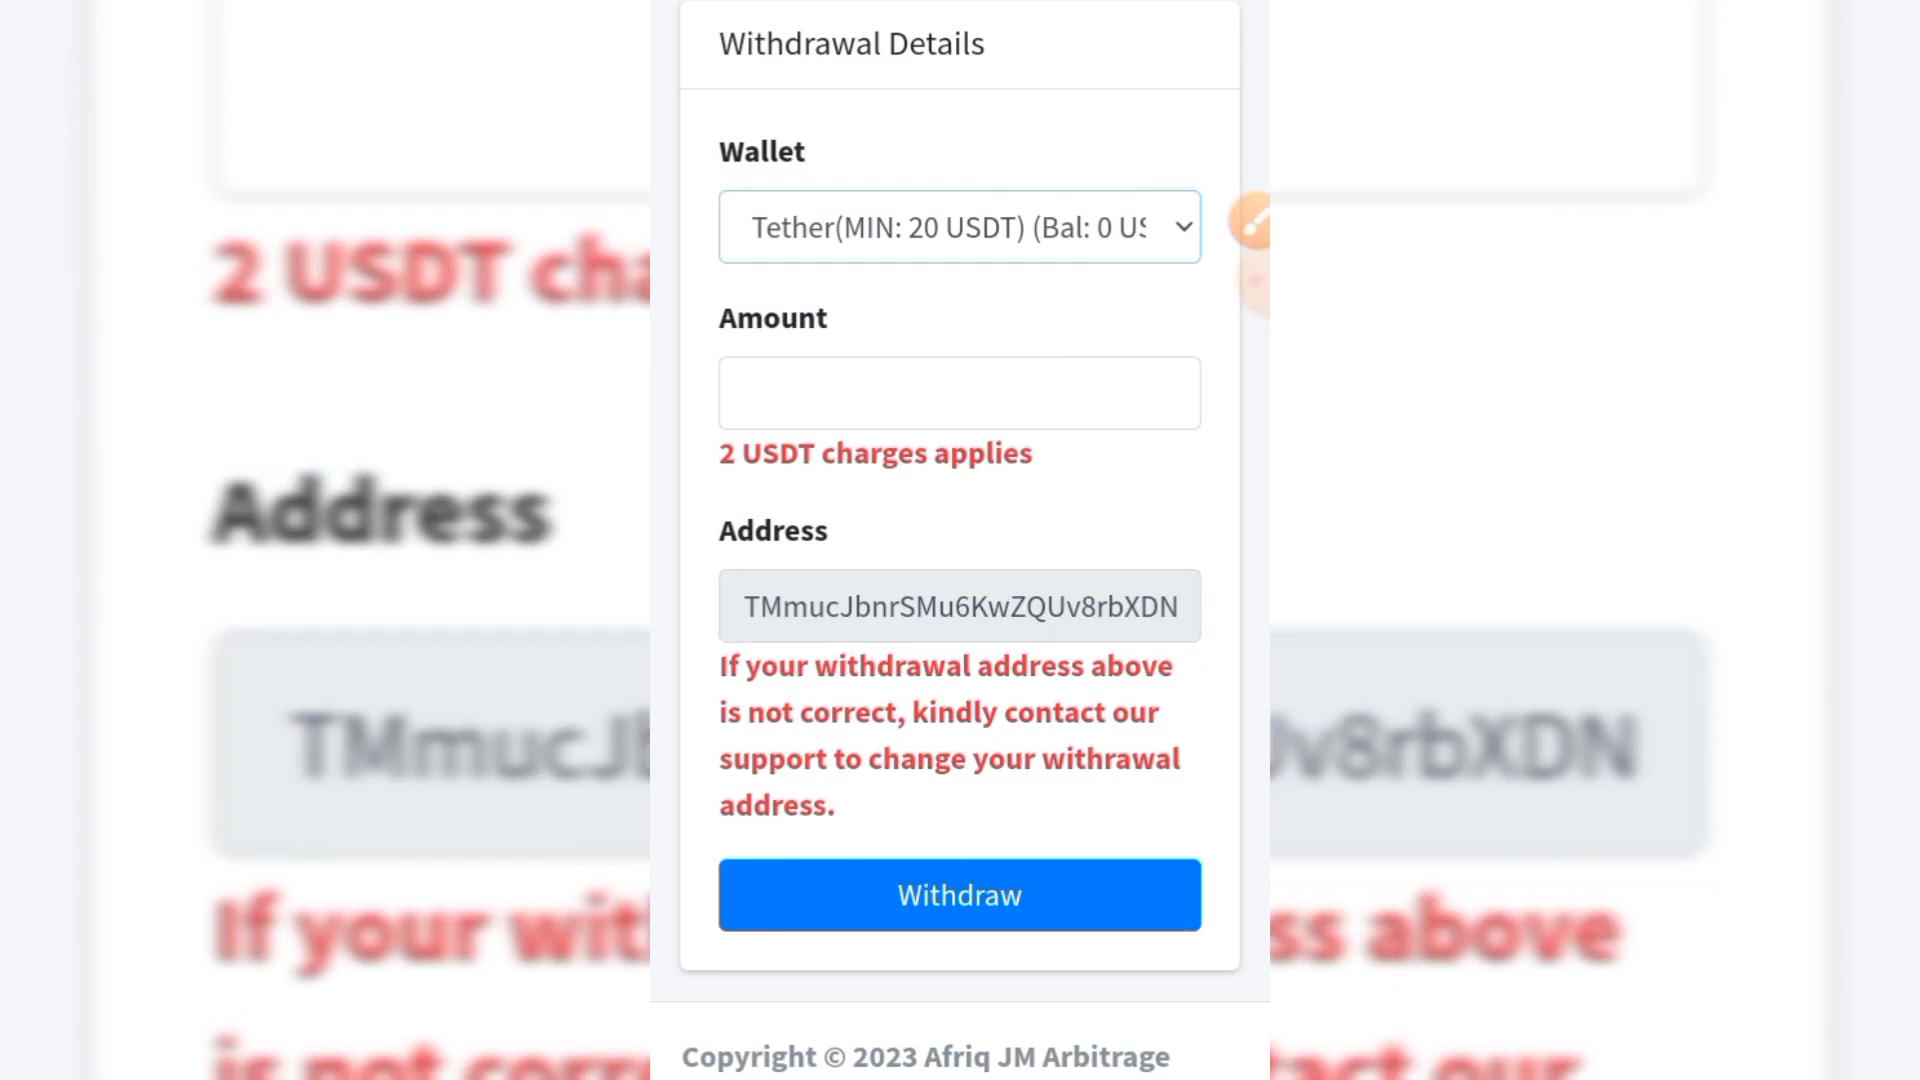 Withdrawal Details
Wallet
Tether(MIN: 20 USDT) (Bal: 0 US
Amount
2 USDT charges applies
Address
TMmucJbnrSMu6KwZQUv8rbXDN
If your withdrawal address above
is not correct, kindly contact our
support to change your withrawal
address.
Withdraw
Copyright © 2023 Afriq JM Arbitrage